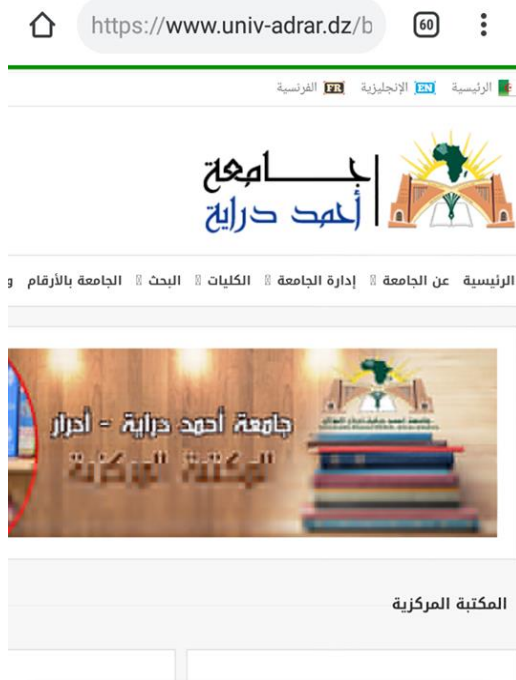 https://www.univ-adrar.dz/b
60
الرئيسية EN الإنجليزية FR الفرنسية
جــامعة
أحمد دراية
الرئيسية عن الجامعة إدارة الجامعة الكليات البحث الجامعة بالأرقام و
جامعة أحمد دراية - أدرار
المكتبة المركزية
المكتبة المركزية